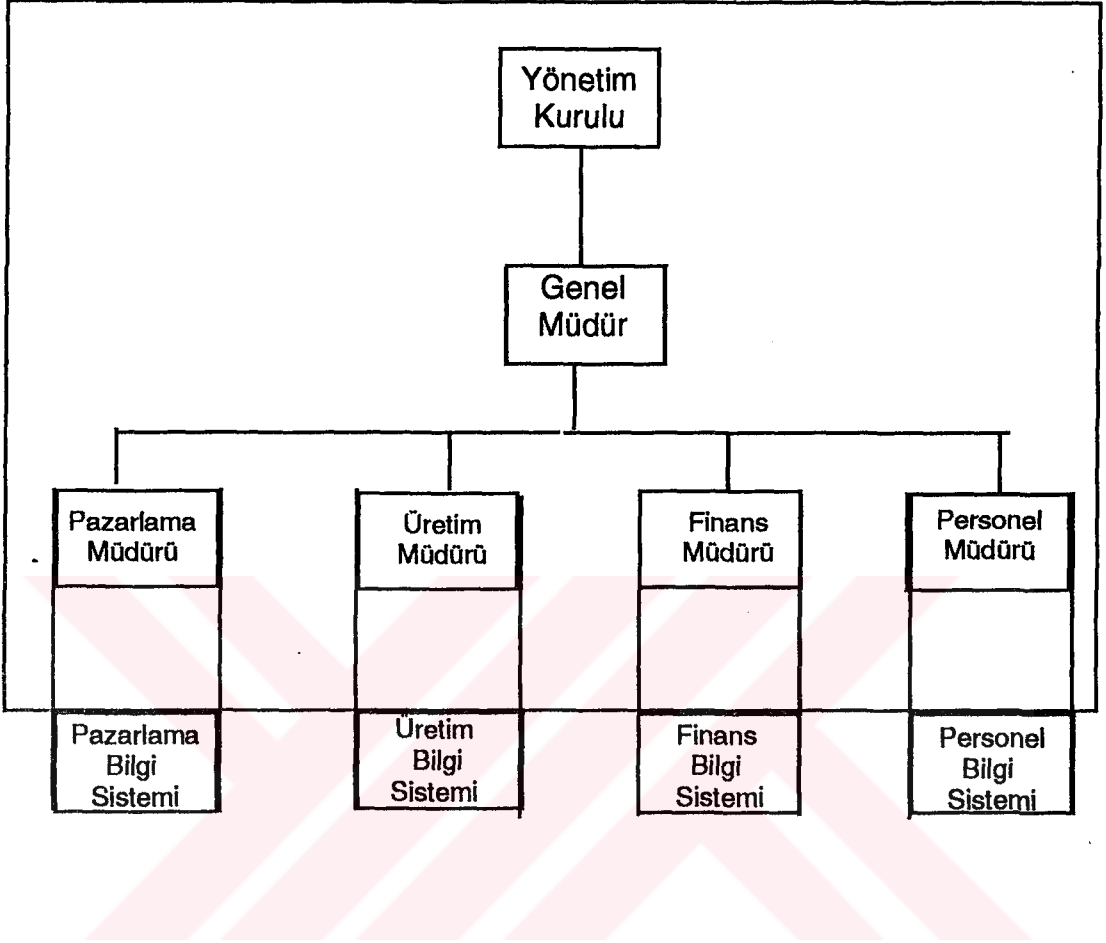 Yönetim
Kurulu
Genel
Müdür
Pazarlama
Müdürü
Üretim
Müdürü
Finans
Müdürü
Personel
Müdürü
Pazarlama
Bilgi
Sistemi
Üretim
Bilgi
Sistemi
Finans
Bilgi
Sistemi
Personel
Bilgi
Sistemi